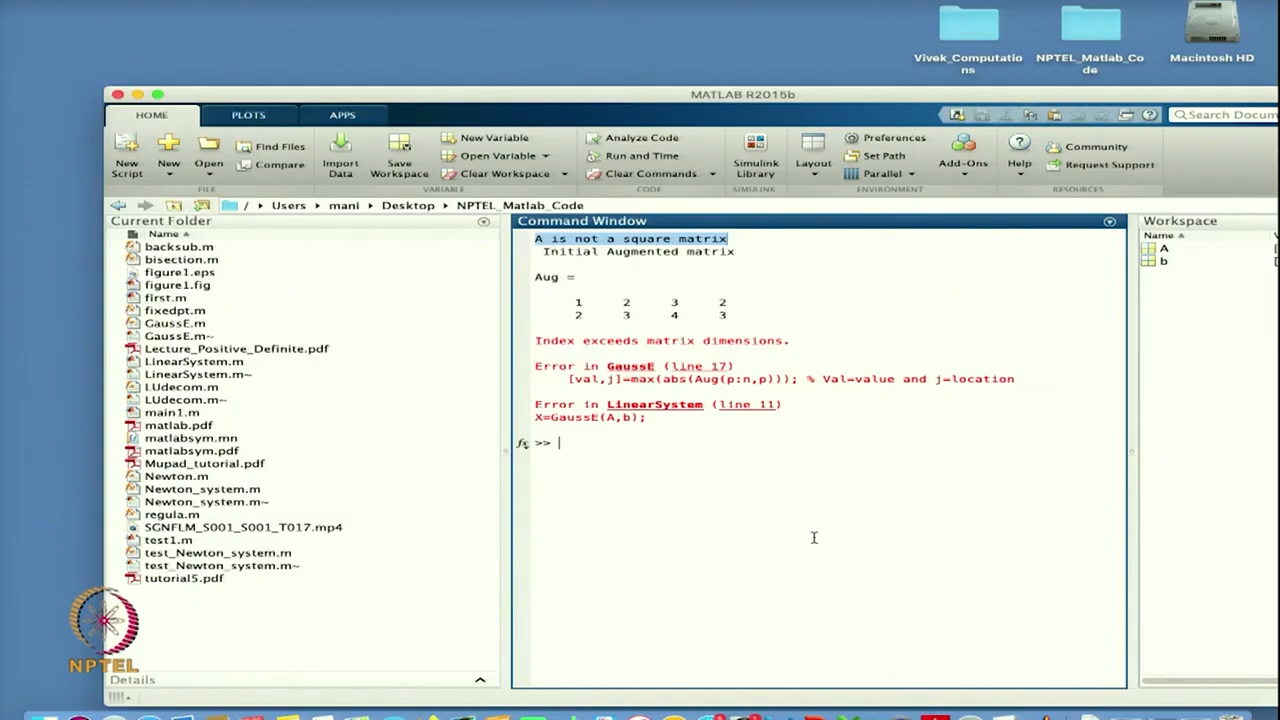 Vivek_Computatio
ns
NPTEL_Matlab_Co
de
Macintosh HD
MATLAB R2015b
HOME
PLOTS
APPS
Search Docum
New
Script
New
Open
Find Files
Compare
Import
Data
Save
Workspace
New Variable
Open Variable
Clear Workspace
Analyze Code
Run and Time
Clear Commands
Simulink
Library
Layout
Preferences
Set Path
Parallel
Add-Ons
Help
Community
Request Support
FILE
VARIABLE
CODE
SIMULINK
ENVIRONMENT
RESOURCES
/ Users mani Desktop NPTEL_Matlab_Code
Current Folder
Name
backsub.m
bisection.m
figure1.eps
figure1.fig
first.m
fixedpt.m
GaussE.m
GaussE.m~
Lecture_Positive_Definite.pdf
LinearSystem.m
LinearSystem.m~
LUdecom.m
LUdecom.m~
main1.m
matlab.pdf
matlabsym.mn
matlabsym.pdf
Mupad_tutorial.pdf
Newton.m
Newton_system.m
Newton_system.m~
regula.m
SGNFLM_S001_S001_T017.mp4
test1.m
test_Newton_system.m
test_Newton_system.m~
tutorial5.pdf
Details
Command Window
A is not a square matrix
Initial Augmented matrix
Aug =
1 2 3 2
2 3 4 3
Index exceeds matrix dimensions.
Error in GaussE (line 17)
[val,j]=max(abs(Aug(p:n,p))); % Val=value and j=location
Error in LinearSystem (line 11)
X=GaussE(A,b);
fx >>
Workspace
Name
A
b
NPTEL